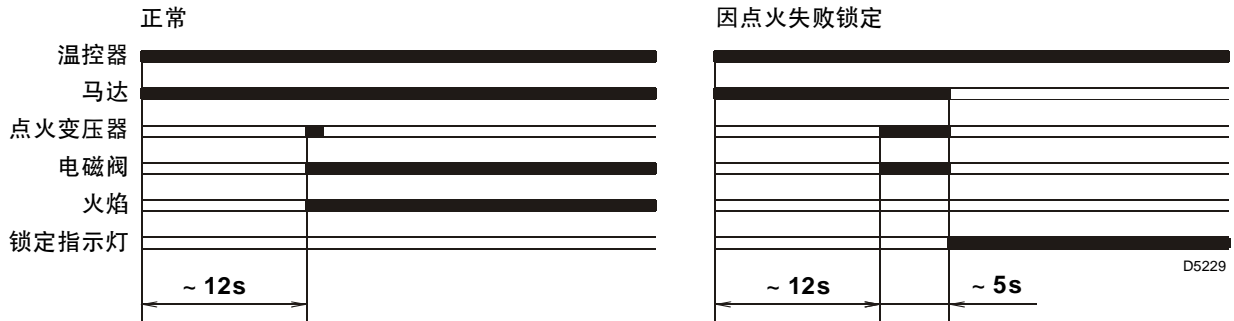 正常
因点火失败锁定
温控器
马达
点火变压器
电磁阀
火焰
锁定指示灯
D5229
~ 12s
~ 12s
~ 5s